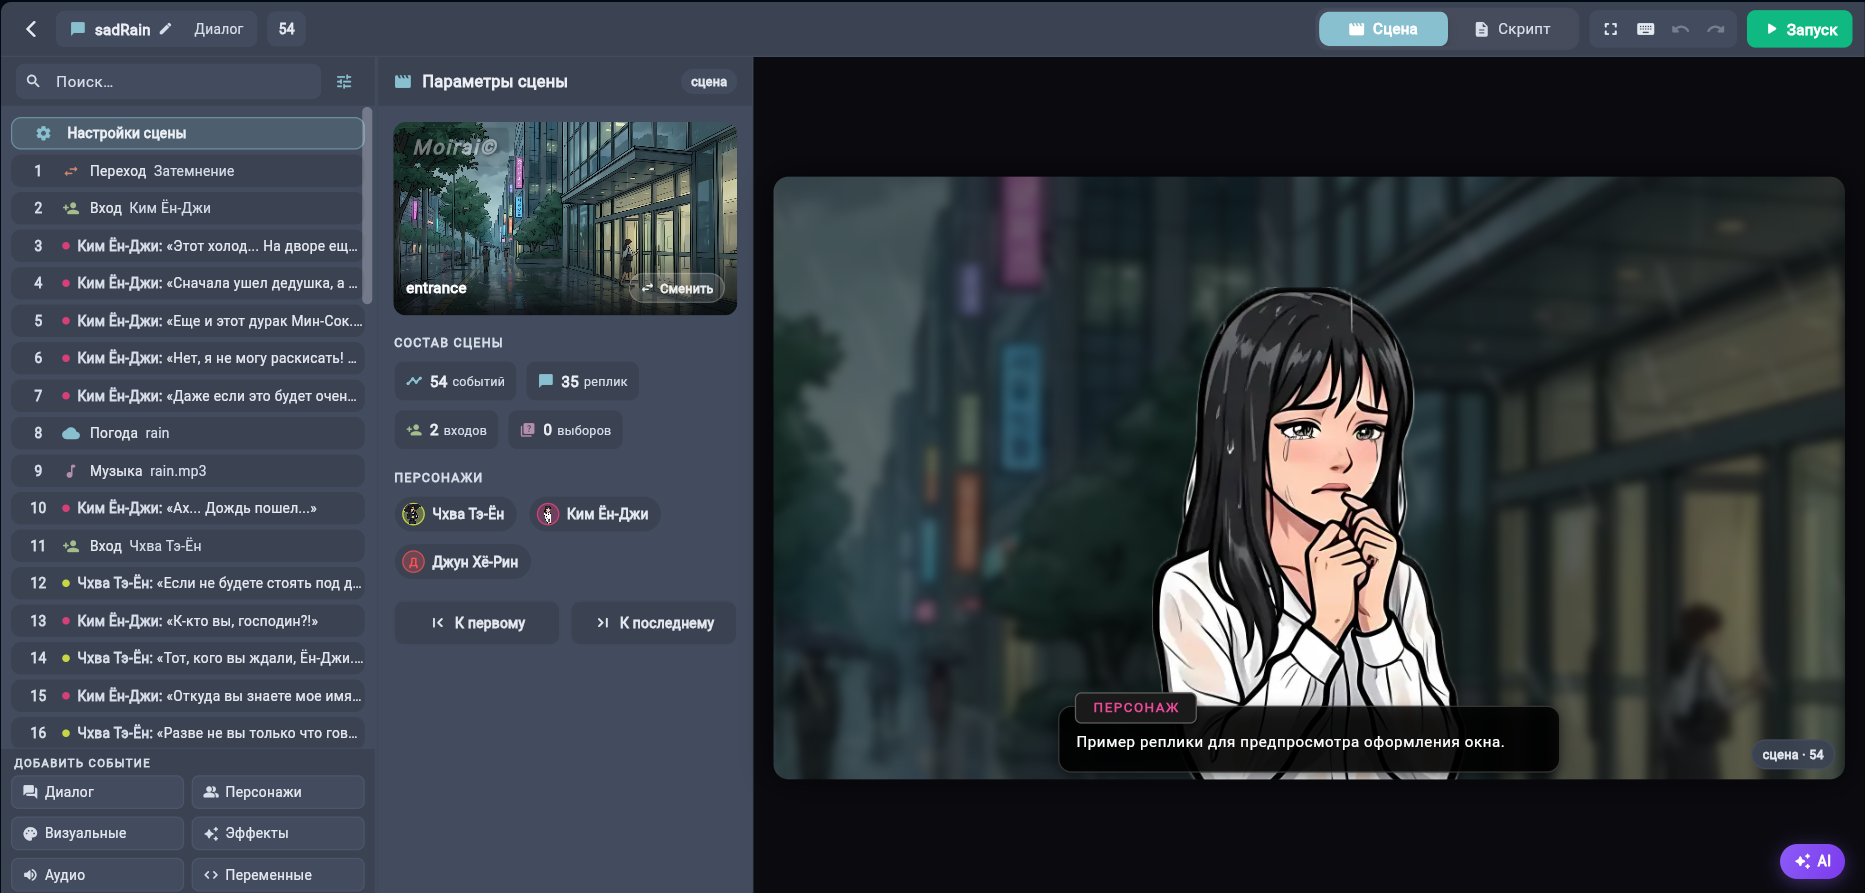 sadRain
Диалог
54
Сцена
Скрипт
Запуск
Поиск...
Настройки сцены
1 Переход Затемнение
2 Вход Ким Ён-Джи
3 Ким Ён-Джи: «Этот холод... На дворе ещ...
4 Ким Ён-Джи: «Сначала ушел дедушка, а ...
5 Ким Ён-Джи: «Еще и этот дурак Мин-Сок....
6 Ким Ён-Джи: «Нет, я не могу раскисать! ...
7 Ким Ён-Джи: «Даже если это будет очен...
8 Погода rain
9 Музыка rain.mp3
10 Ким Ён-Джи: «Ах... Дождь пошел...»
11 Вход Чхва Тэ-Ён
12 Чхва Тэ-Ён: «Если не будете стоять под д...
13 Ким Ён-Джи: «К-кто вы, господин?!»
14 Чхва Тэ-Ён: «Тот, кого вы ждали, Ён-Джи....
15 Ким Ён-Джи: «Откуда вы знаете мое имя...
16 Чхва Тэ-Ён: «Разве не вы только что гов...
ДОБАВИТЬ СОБЫТИЕ
Диалог
Персонажи
Визуальные
Эффекты
Аудио
Переменные
Параметры сцены
сцена
Moirai©
entrance
Сменить
СОСТАВ СЦЕНЫ
54 событий
35 реплик
2 входов
0 выборов
ПЕРСОНАЖИ
Чхва Тэ-Ён
Ким Ён-Джи
Д Джун Хё-Рин
К первому
К последнему
ПЕРСОНАЖ
Пример реплики для предпросмотра оформления окна.
сцена · 54
AI